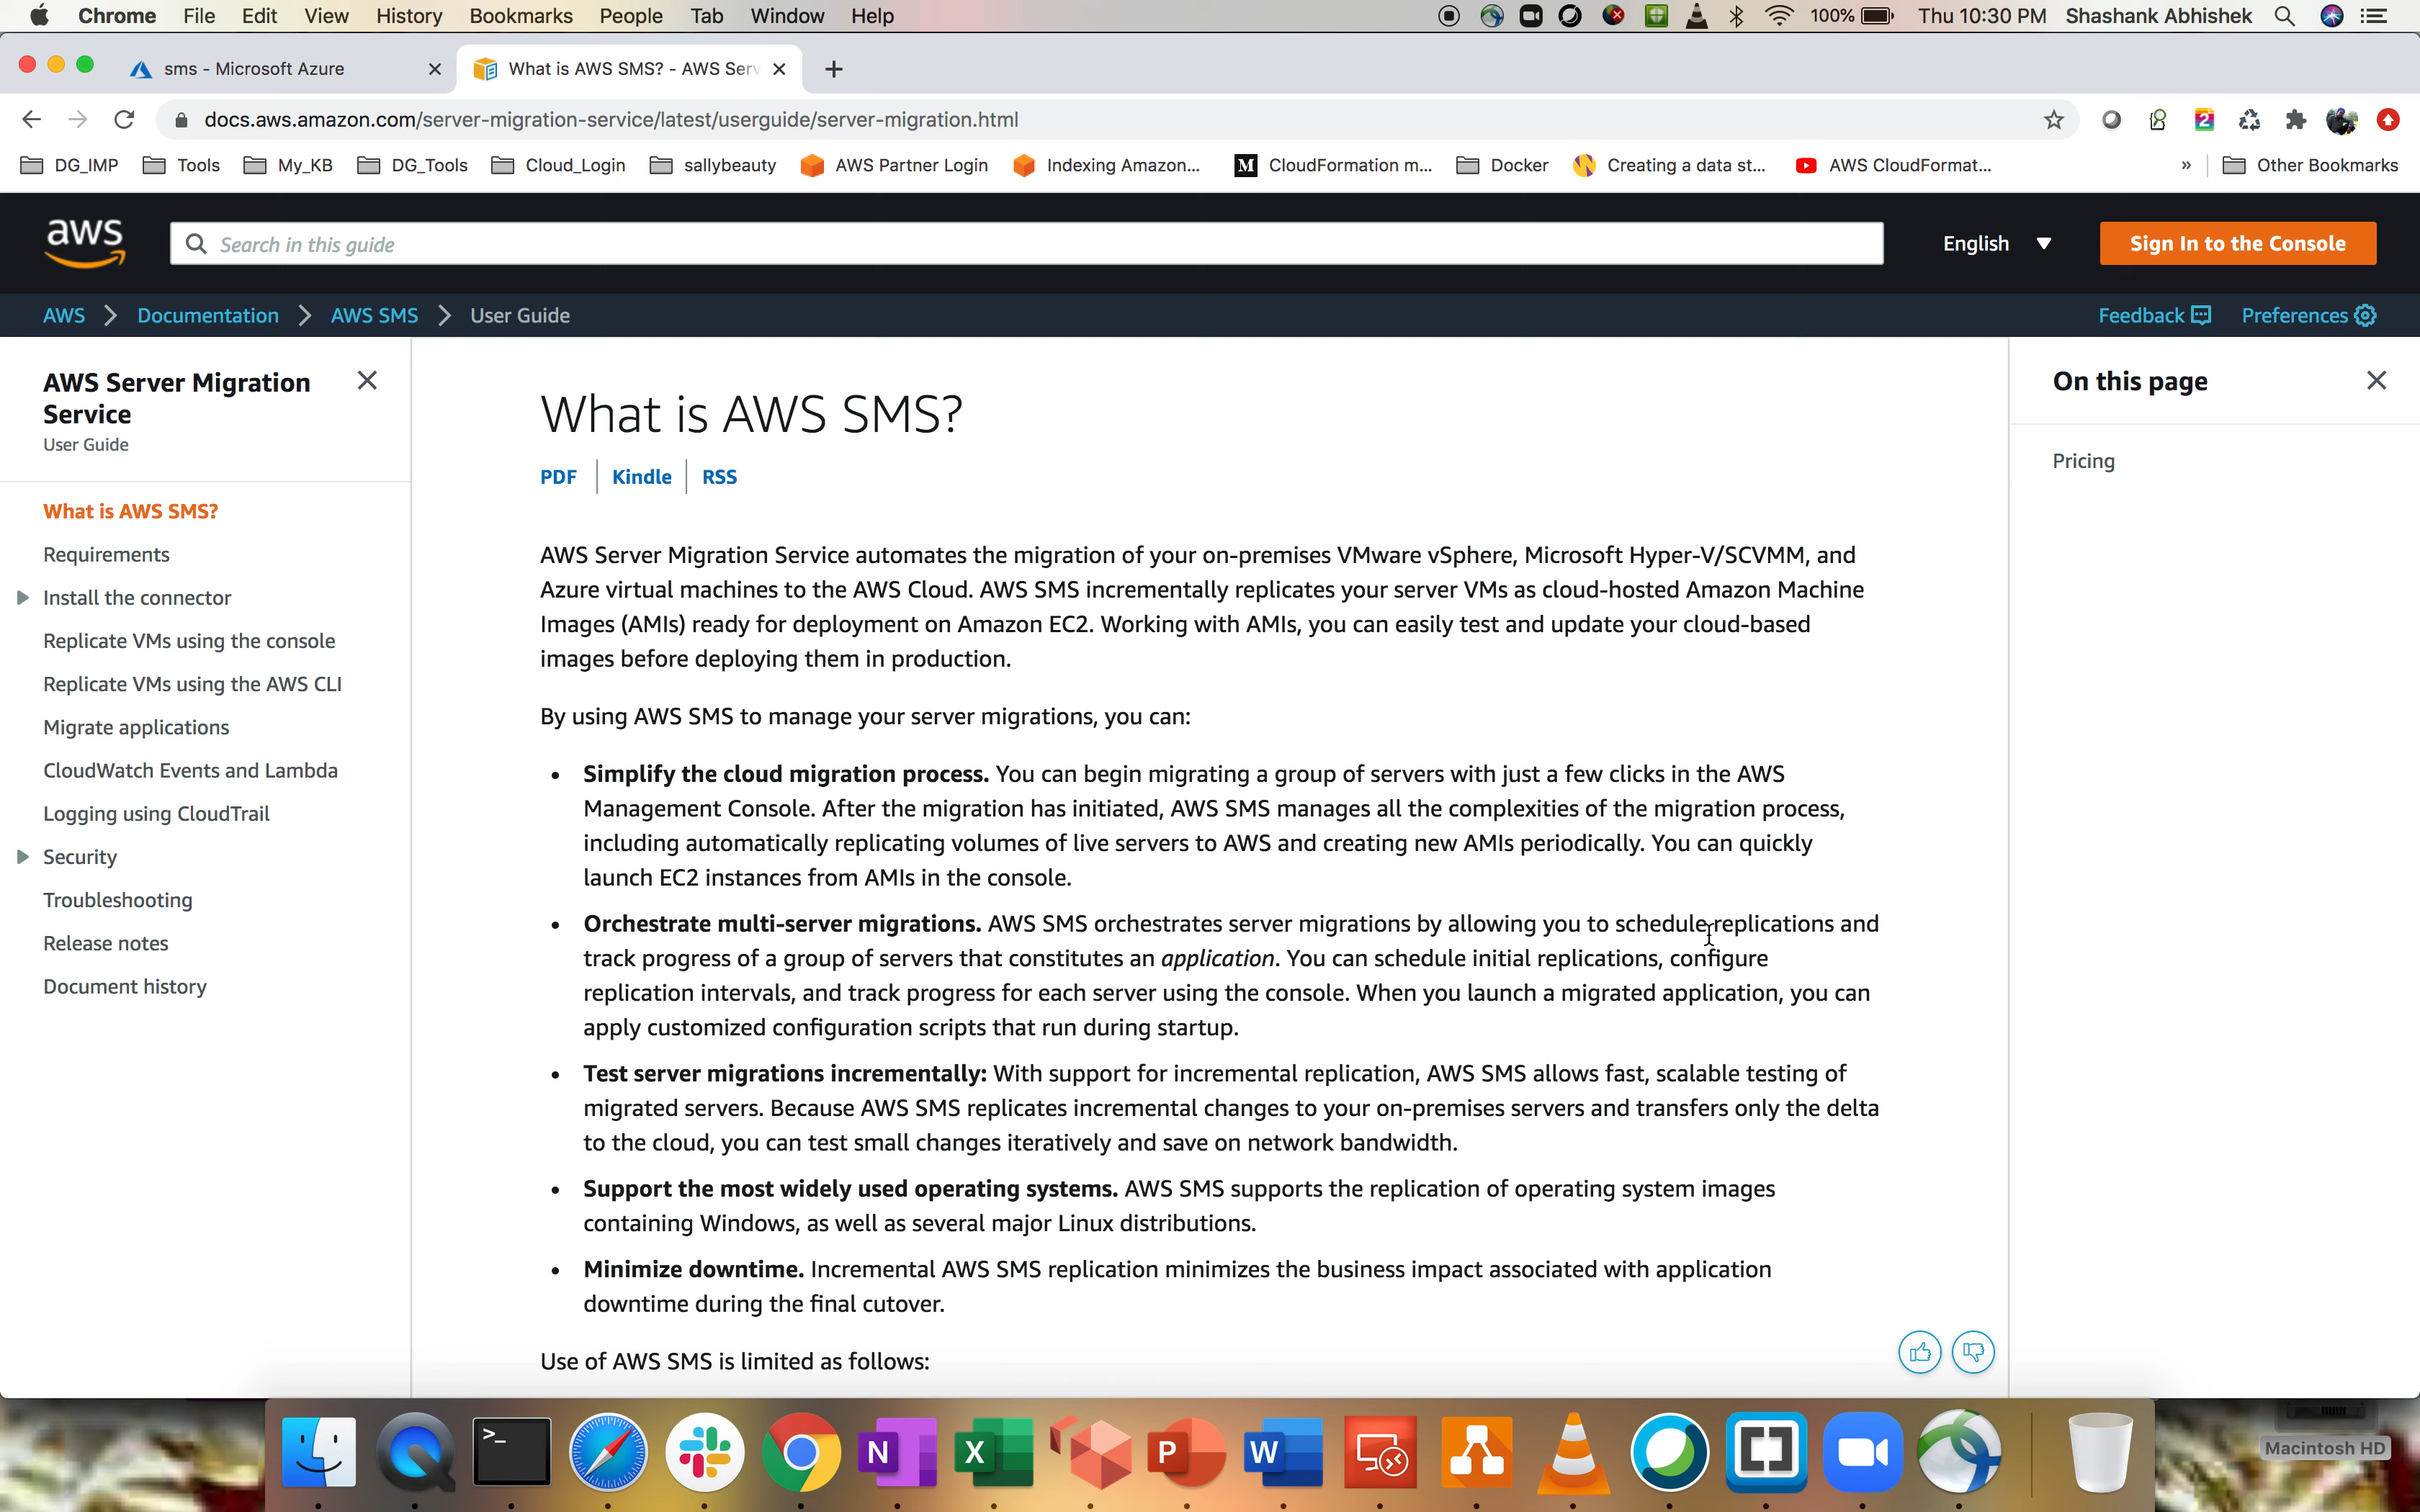 Chrome File Edit View History Bookmarks People Tab Window Help 100% Thu 10:30 PM Shashank Abhishek
sms - Microsoft Azure What is AWS SMS? - AWS Serv
docs.aws.amazon.com/server-migration-service/latest/userguide/server-migration.html
DG_IMP Tools My_KB DG_Tools Cloud_Login sallybeauty AWS Partner Login Indexing Amazon... M CloudFormation m... Docker Creating a data st... AWS CloudFormat... » Other Bookmarks
aws Search in this guide English Sign In to the Console
AWS Documentation AWS SMS User Guide Feedback Preferences
AWS Server Migration
Service
User Guide
What is AWS SMS?
Requirements
Install the connector
Replicate VMs using the console
Replicate VMs using the AWS CLI
Migrate applications
CloudWatch Events and Lambda
Logging using CloudTrail
Security
Troubleshooting
Release notes
Document history
What is AWS SMS?
PDF Kindle RSS
AWS Server Migration Service automates the migration of your on-premises VMware vSphere, Microsoft Hyper-V/SCVMM, and
Azure virtual machines to the AWS Cloud. AWS SMS incrementally replicates your server VMs as cloud-hosted Amazon Machine
Images (AMIs) ready for deployment on Amazon EC2. Working with AMIs, you can easily test and update your cloud-based
images before deploying them in production.
By using AWS SMS to manage your server migrations, you can:
• Simplify the cloud migration process. You can begin migrating a group of servers with just a few clicks in the AWS
Management Console. After the migration has initiated, AWS SMS manages all the complexities of the migration process,
including automatically replicating volumes of live servers to AWS and creating new AMIs periodically. You can quickly
launch EC2 instances from AMIs in the console.
• Orchestrate multi-server migrations. AWS SMS orchestrates server migrations by allowing you to schedule replications and
track progress of a group of servers that constitutes an application. You can schedule initial replications, configure
replication intervals, and track progress for each server using the console. When you launch a migrated application, you can
apply customized configuration scripts that run during startup.
• Test server migrations incrementally: With support for incremental replication, AWS SMS allows fast, scalable testing of
migrated servers. Because AWS SMS replicates incremental changes to your on-premises servers and transfers only the delta
to the cloud, you can test small changes iteratively and save on network bandwidth.
• Support the most widely used operating systems. AWS SMS supports the replication of operating system images
containing Windows, as well as several major Linux distributions.
• Minimize downtime. Incremental AWS SMS replication minimizes the business impact associated with application
downtime during the final cutover.
Use of AWS SMS is limited as follows:
On this page
Pricing
>_ N X P W
Macintosh HD